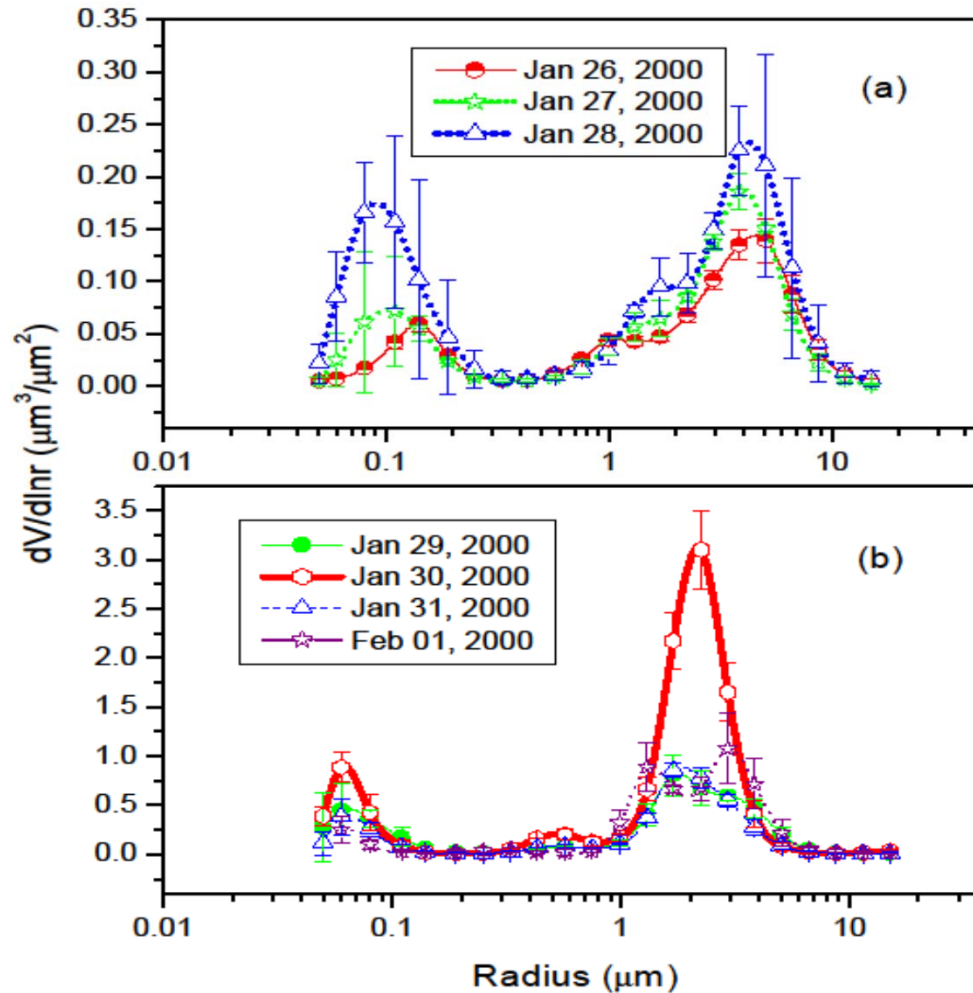 0.35
0.30
0.25
0.20
0.15
0.10
0.05
0.00
Jan 26, 2000
Jan 27, 2000
Jan 28, 2000
(a)
0.01 0.1 1 10
dV/dlnr (μm³/μm²)
3.5
3.0
2.5
2.0
1.5
1.0
0.5
0.0
Jan 29, 2000
Jan 30, 2000
Jan 31, 2000
Feb 01, 2000
(b)
0.01 0.1 1 10
Radius (μm)